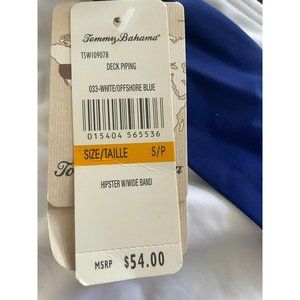 Tommy Bahama
TSW10907B
DECK PIPING
033-WHITE/OFFSHORE BLUE
015404 565536
SIZE/TAILLE S/P
HIPSTER W/WIDE BAND
MSRP $54.00